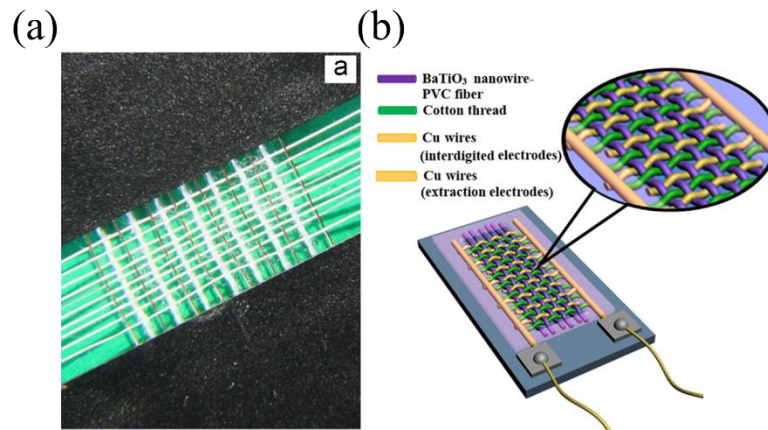 (a)
a
(b)
BaTiO₃ nanowire-
PVC fiber
Cotton thread
Cu wires
(interdigited electrodes)
Cu wires
(extraction electrodes)